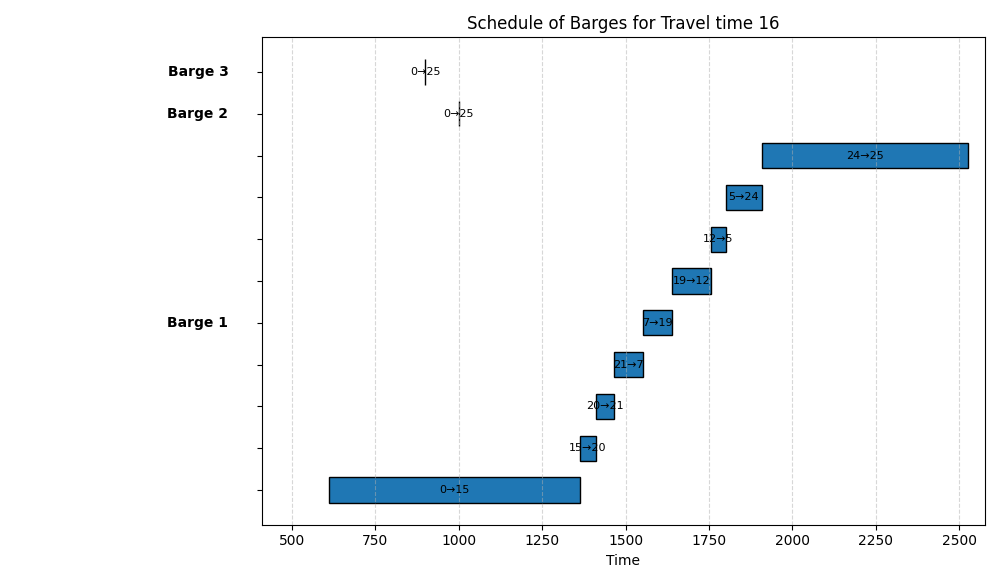 Schedule of Barges for Travel time 16
Barge 3
0→25
Barge 2
0→25
24→25
5→24
12→5
19→12
Barge 1
7→19
21→7
20→21
15→20
0→15
500 750 1000 1250 1500 1750 2000 2250 2500
Time